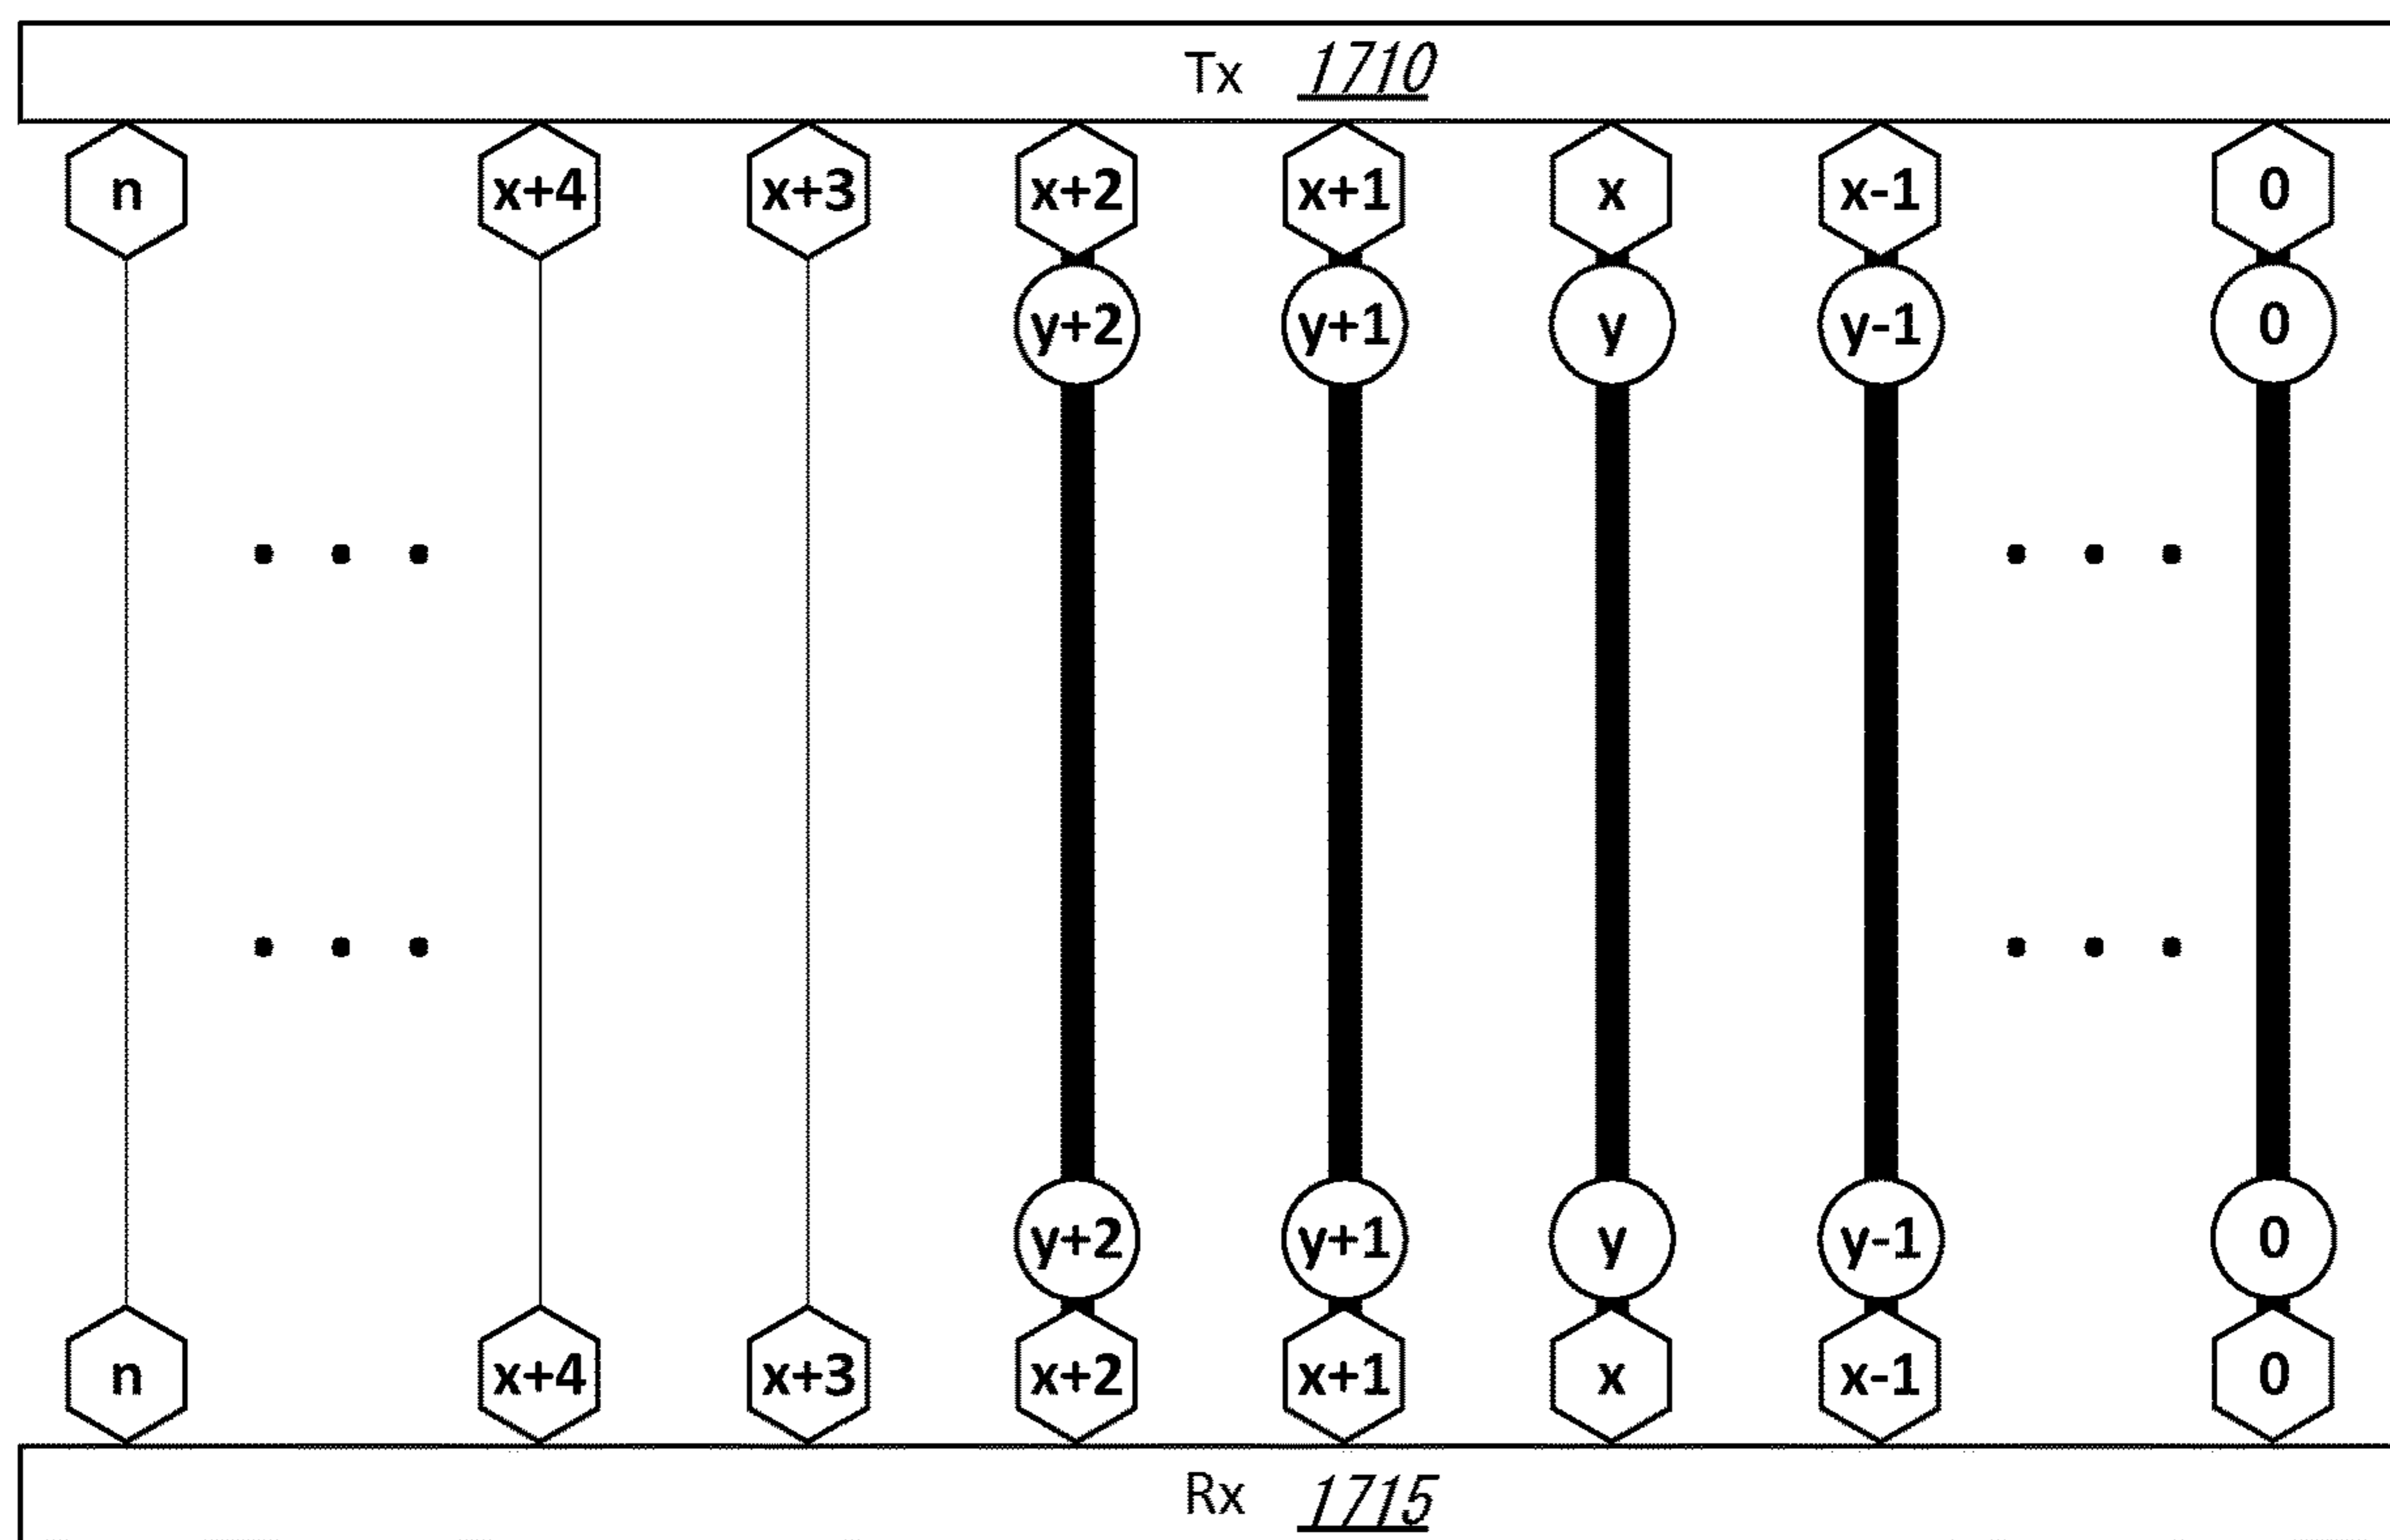 Tx 1710
n x+4 x+3 x+2 x+1 x x-1 0
y+2 y+1 y y-1 0
y+2 y+1 y y-1 0
n x+4 x+3 x+2 x+1 x x-1 0
Rx 1715